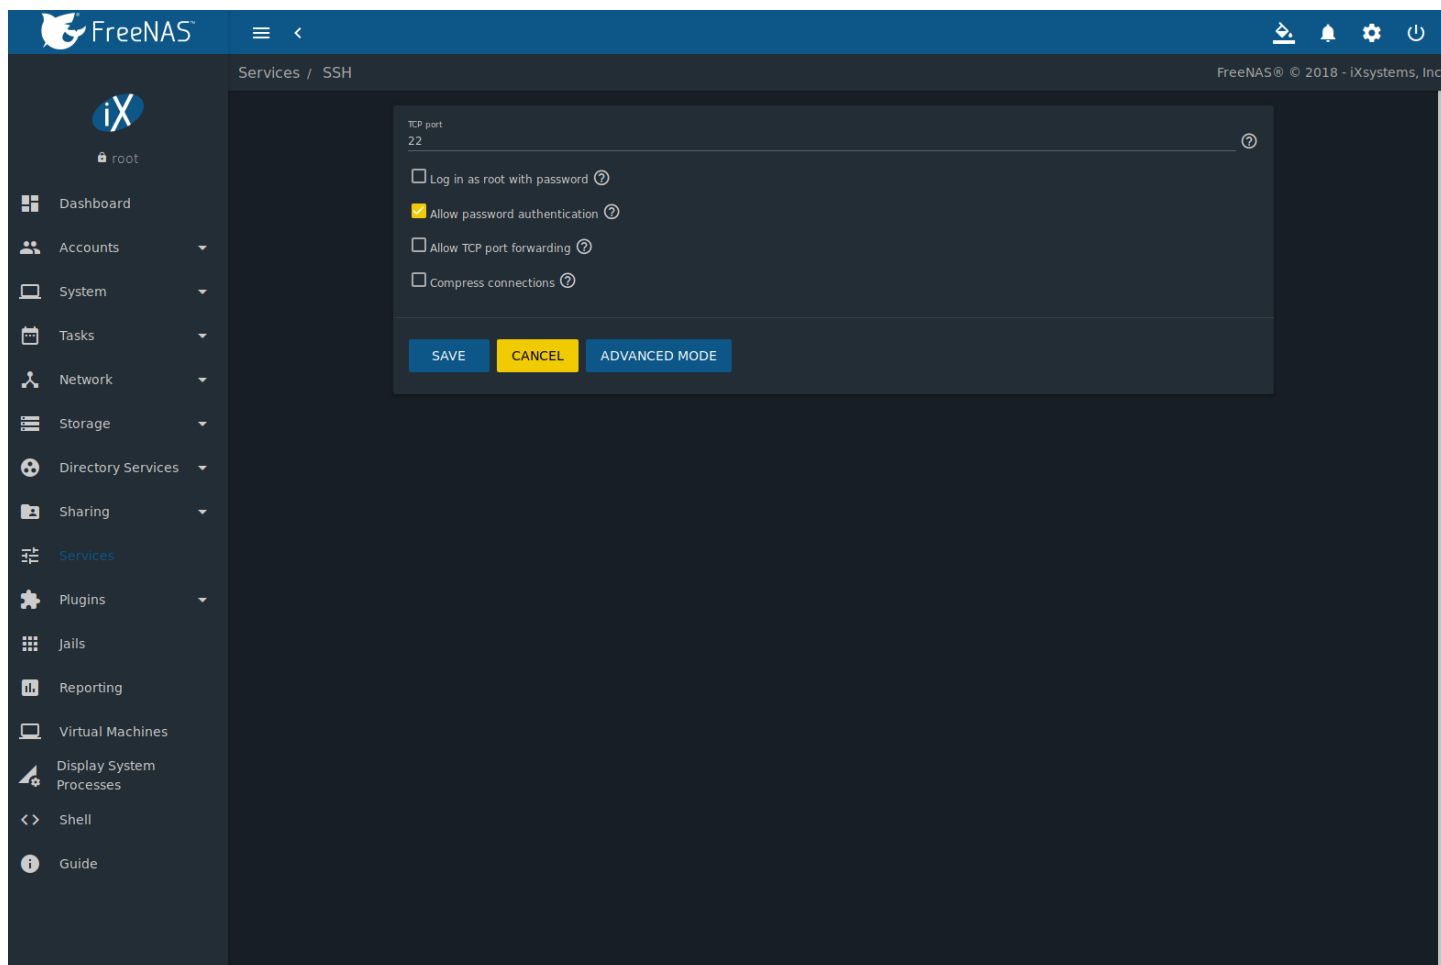 FreeNAS™
Services / SSH
FreeNAS® © 2018 - iXsystems, Inc
iX
root
Dashboard
Accounts
System
Tasks
Network
Storage
Directory Services
Sharing
Services
Plugins
Jails
Reporting
Virtual Machines
Display System
Processes
Shell
Guide
TCP port
22
Log in as root with password
Allow password authentication
Allow TCP port forwarding
Compress connections
SAVE CANCEL ADVANCED MODE